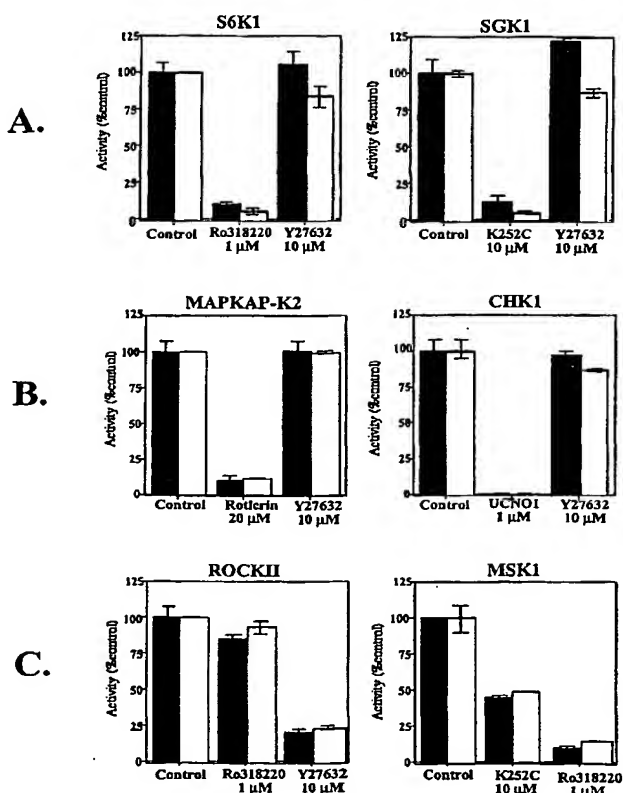 S6K1
SGK1
A.
Activity (%control)
125
100
75
50
25
0
Control
Ro318220
1 µM
Y27632
10 µM
Activity (%control)
125
100
75
50
25
0
Control
K252C
10 µM
Y27632
10 µM
MAPKAP-K2
CHK1
B.
Activity (%control)
125
100
75
50
25
0
Control
Rotlerin
20 µM
Y27632
10 µM
Activity (%control)
125
100
75
50
25
0
Control
UCNO1
1 µM
Y27632
10 µM
ROCKII
MSK1
C.
Activity (%control)
125
100
75
50
25
0
Control
Ro318220
1 µM
Y27632
10 µM
Activity (%control)
125
100
75
50
25
0
Control
K252C
10 µM
Ro318220
1 µM